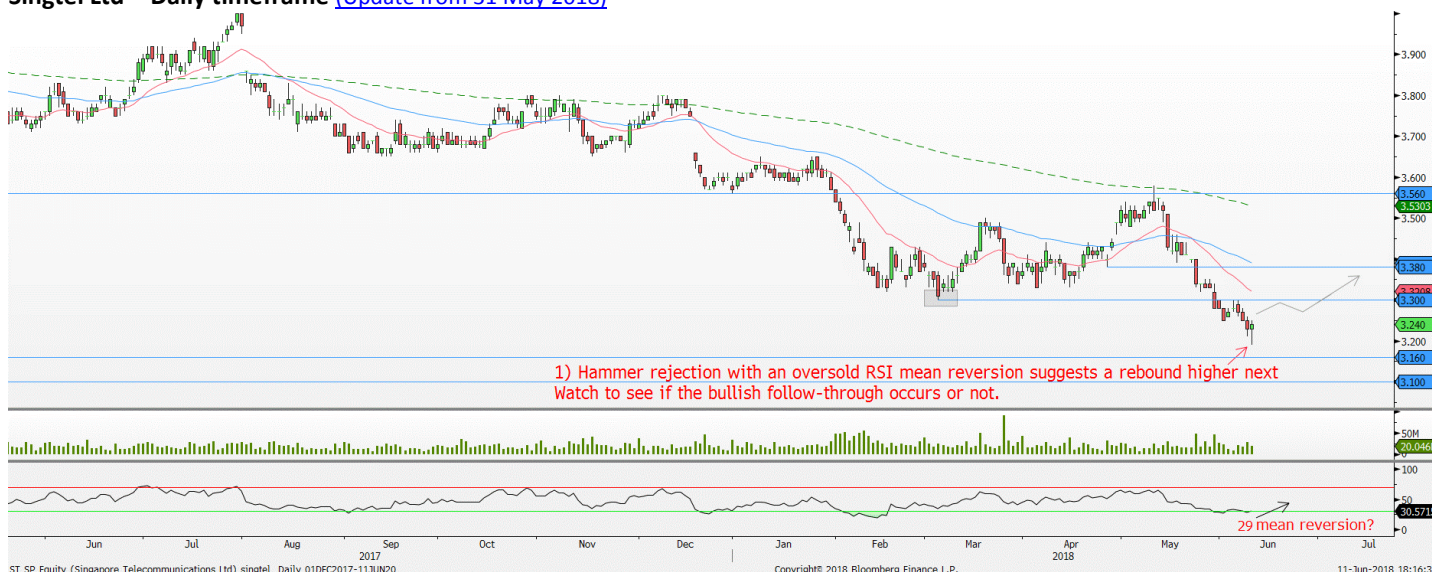 Singtel Ltd – Daily timeframe (Update from 31 May 2018)
3.900
3.800
3.700
3.600
3.560
3.5303
3.500
3.380
3.3208
3.300
3.240
3.200
3.160
3.100
1) Hammer rejection with an oversold RSI mean reversion suggests a rebound higher next
Watch to see if the bullish follow-through occurs or not.
50M
0
100
50
30.5715
0
29 mean reversion?
Jun Jul Aug Sep Oct Nov Dec Jan Feb Mar Apr May Jun Jul
2017 2018
ST SP Equity (Singapore Telecommunications Ltd) singtel Daily 01DEC2017-11JUN20 Copyright© 2018 Bloomberg Finance L.P. 11-Jun-2018 18:16:3